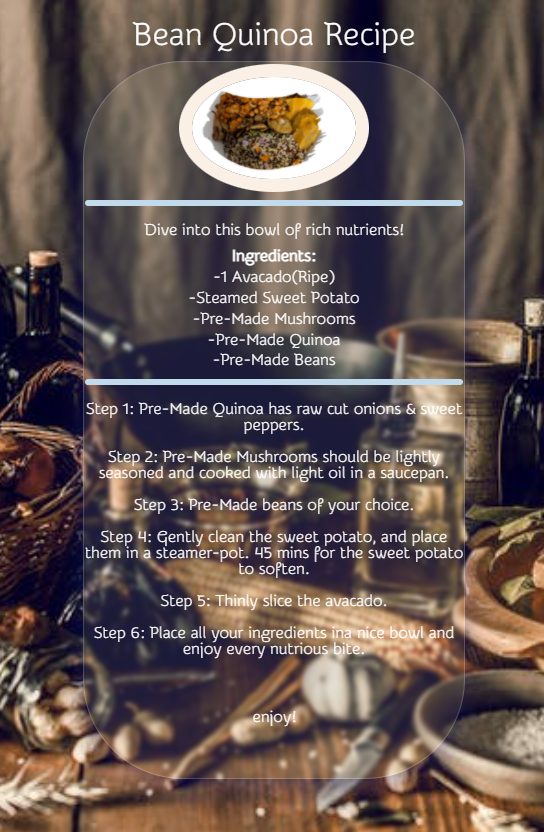 Bean Quinoa Recipe
Dive into this bowl of rich nutrients!
Ingredients:
-1 Avacado(Ripe)
-Steamed Sweet Potato
-Pre-Made Mushrooms
-Pre-Made Quinoa
-Pre-Made Beans
Step 1: Pre-Made Quinoa has raw cut onions & sweet
peppers.
Step 2: Pre-Made Mushrooms should be lightly
seasoned and cooked with light oil in a saucepan.
Step 3: Pre-Made beans of your choice.
Step 4: Gently clean the sweet potato, and place
them in a steamer-pot. 45 mins for the sweet potato
to soften.
Step 5: Thinly slice the avacado.
Step 6: Place all your ingredients ina nice bowl and
enjoy every nutrious bite.
enjoy!